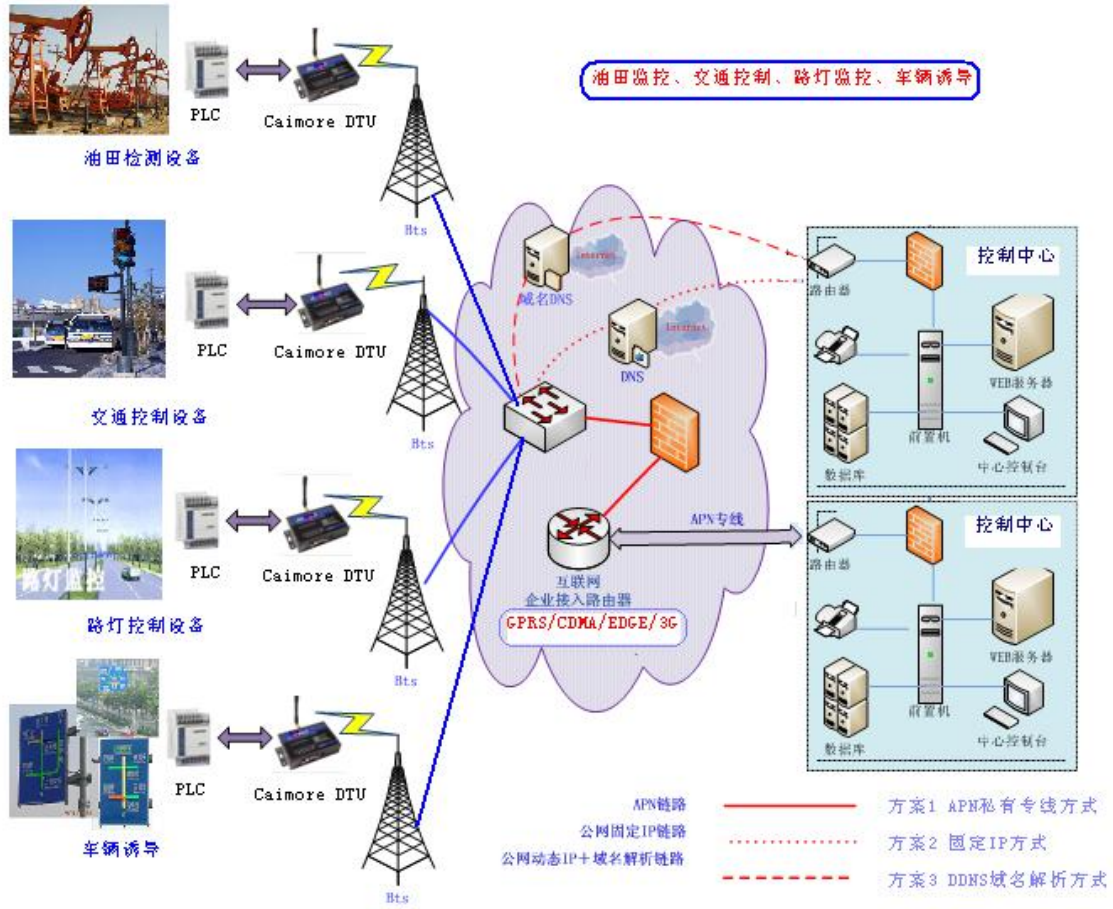 油田监控、交通控制、路灯监控、车辆诱导
PLC
Caimore DTU
油田检测设备
Bts
PLC
Caimore DTU
交通控制设备
Bts
PLC
Caimore DTU
路灯监控
路灯控制设备
Bts
PLC
Caimore DTU
车辆诱导
Bts
Internet
域名DNS
Internet
DNS
APN专线
互联网
企业接入路由器
GPRS/CDMA/EDGE/3G
控制中心
路由器
WEB服务器
前置机
数据库
中心控制台
控制中心
路由器
WEB服务器
前置机
数据库
中心控制台
APN链路
方案1 APN私有专线方式
公网固定IP链路
方案2 固定IP方式
公网动态IP+域名解析链路
方案3 DDNS域名解析方式